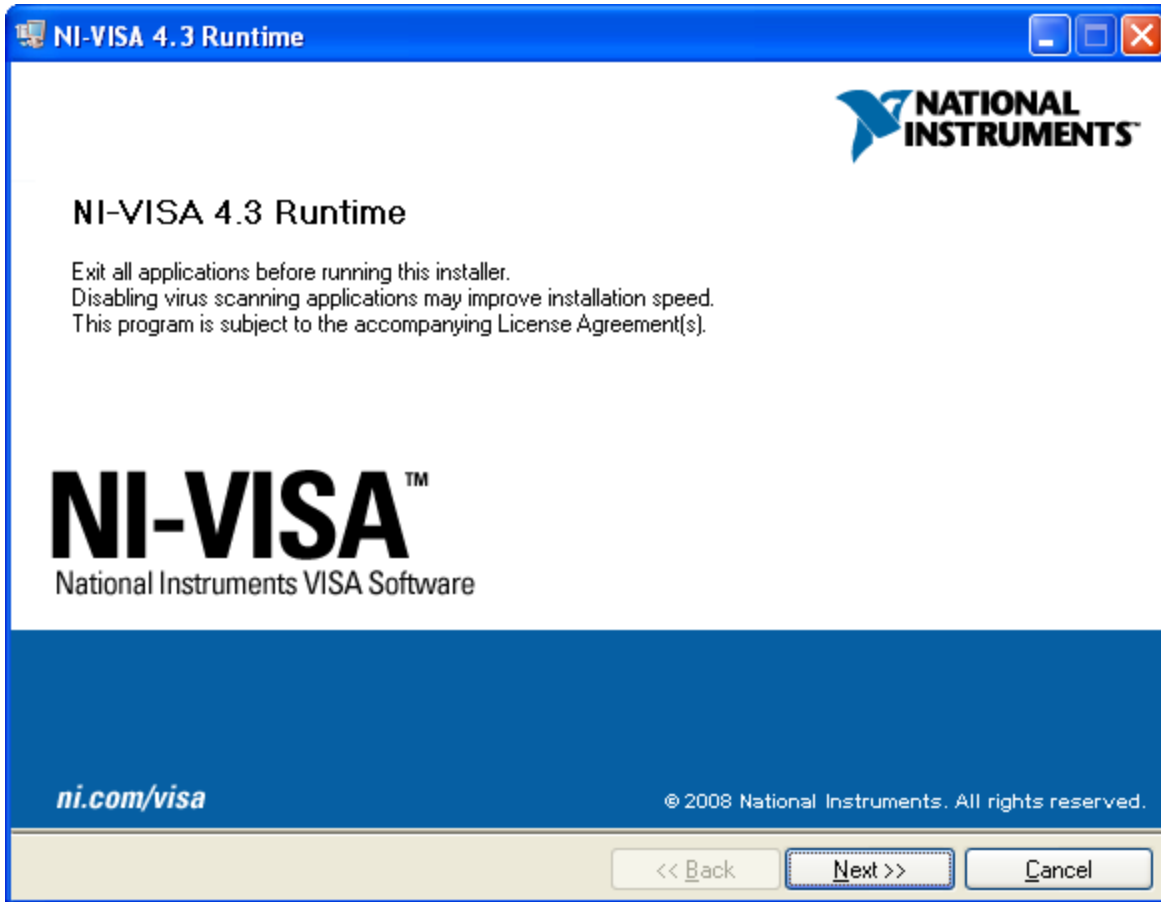 NI-VISA 4.3 Runtime
NATIONAL
INSTRUMENTS™
NI-VISA 4.3 Runtime
Exit all applications before running this installer.
Disabling virus scanning applications may improve installation speed.
This program is subject to the accompanying License Agreement(s).
NI-VISA™
National Instruments VISA Software
ni.com/visa
© 2008 National Instruments. All rights reserved.
<< Back
Next >>
Cancel